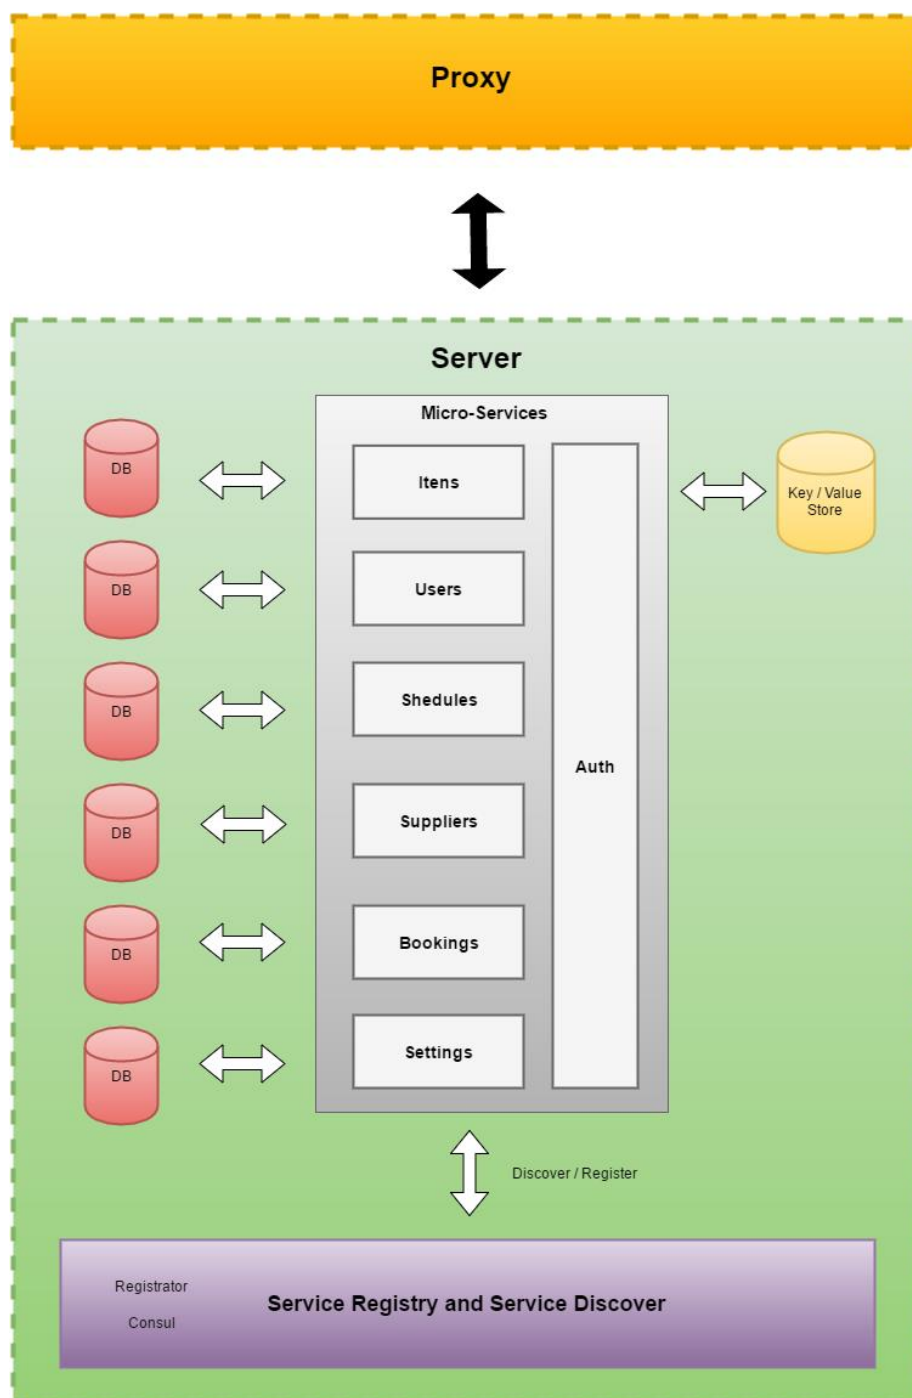 Proxy
Server
Micro-Services
DB
Itens
Key / Value
Store
DB
Users
DB
Shedules
Auth
DB
Suppliers
DB
Bookings
DB
Settings
Discover / Register
Registrator
Consul
Service Registry and Service Discover